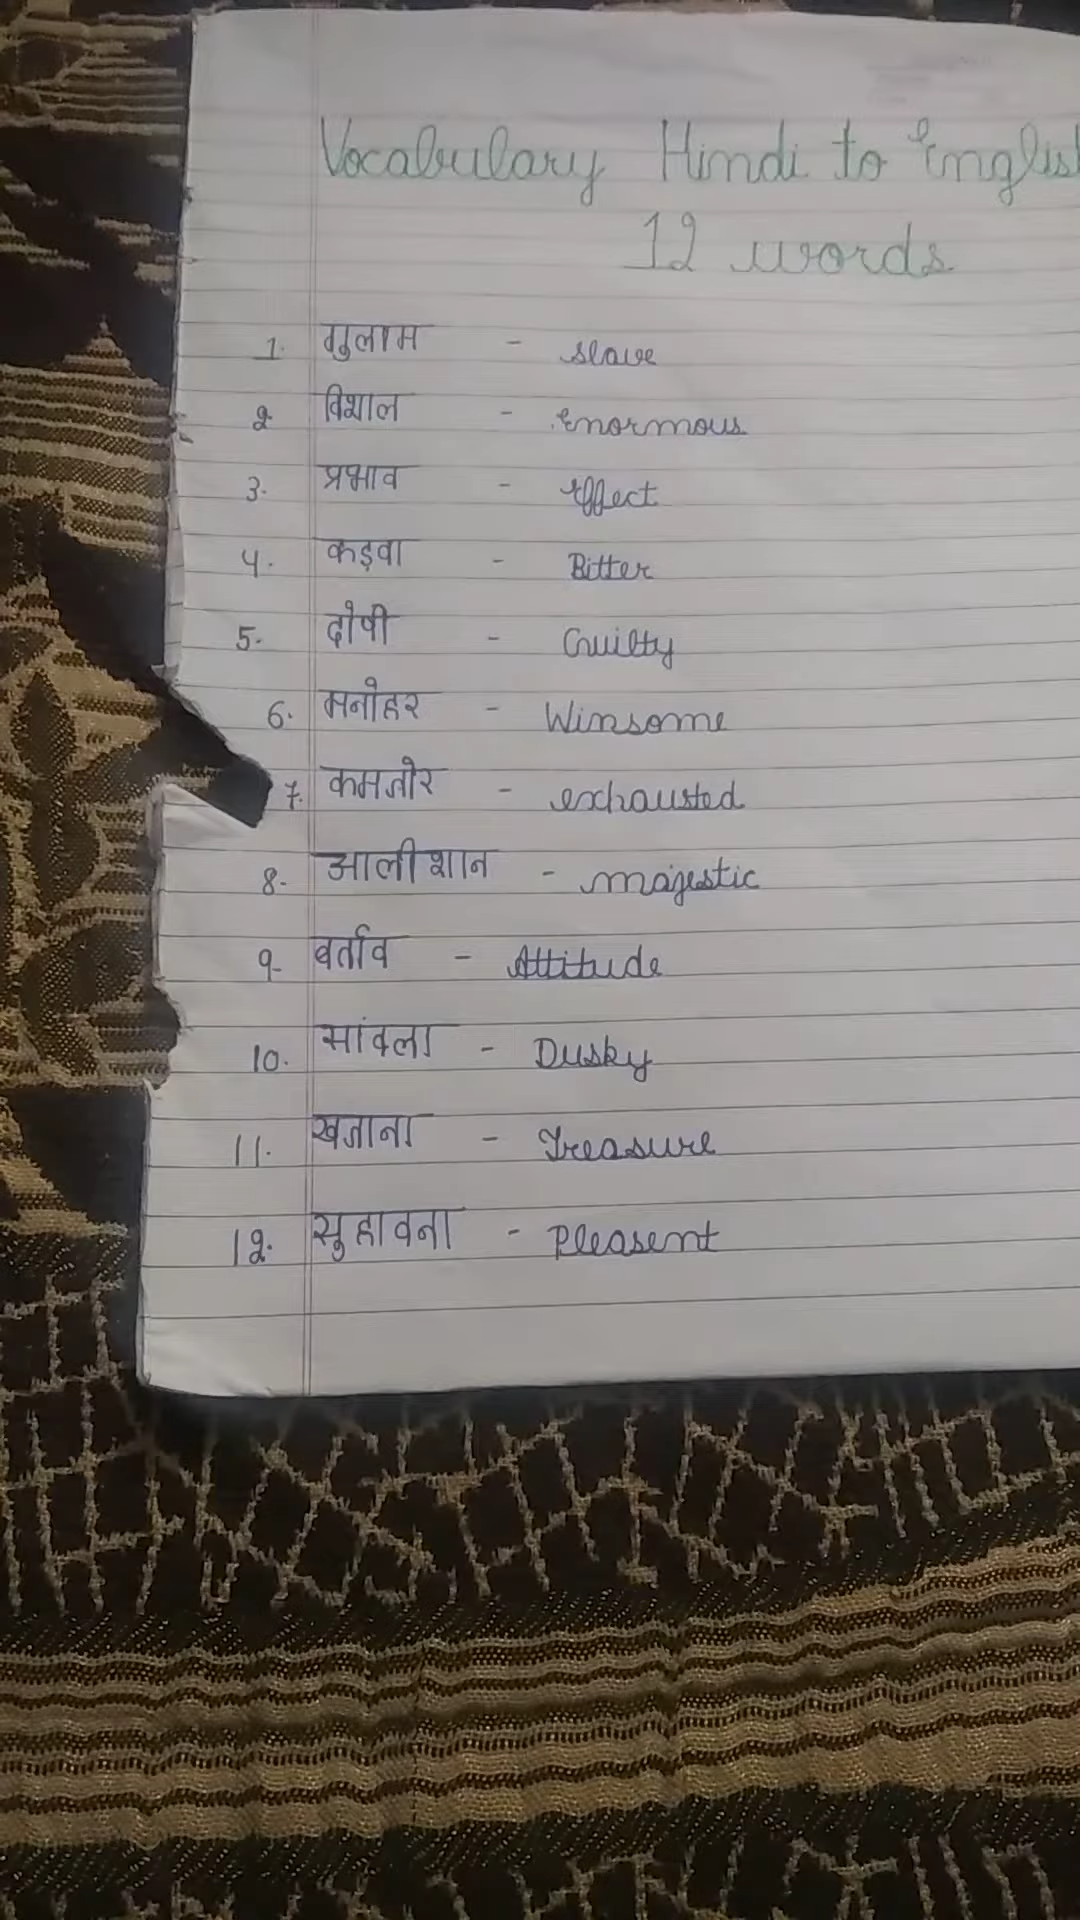 Vocabulary Hindi to Englis
12 words
1. गुलाम - slave
2 विशाल - Enormous
3. प्रभाव - Effect
4. कड़वा - Bitter
5. दोषी - Guilty
6. मनोहर - Winsome
7. कमजोर - exhausted
8. आलीशान - majestic
9. बर्ताव - Attitude
10. सांवला - Dusky
11. खजाना - Treasure
12. सुहावना - Pleasent